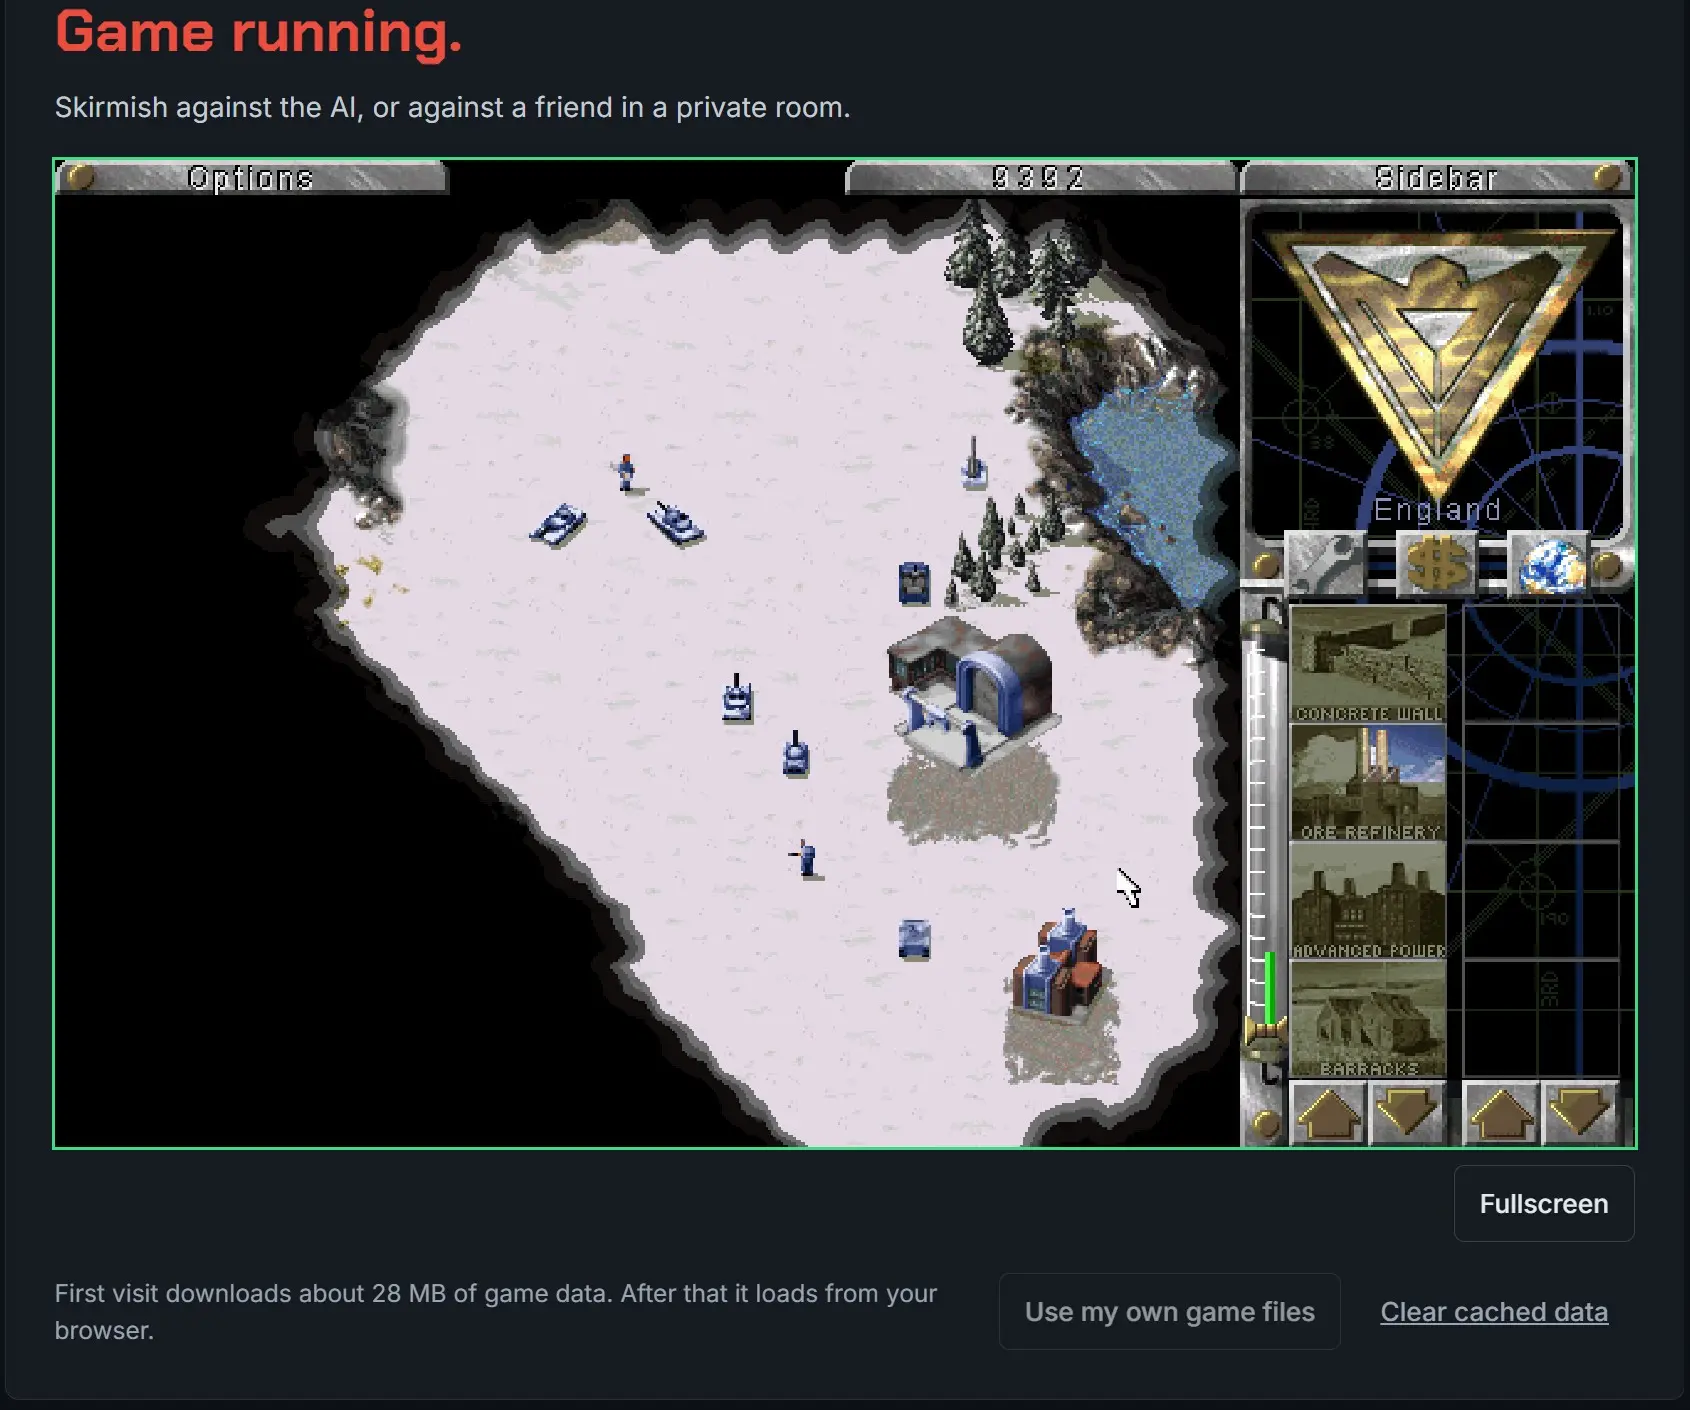 Game running.
Skirmish against the AI, or against a friend in a private room.
Options
9392
Sidebar
England
CONCRETE WALL
ORE REFINERY
ADVANCED POWER
BARRACKS
Fullscreen
First visit downloads about 28 MB of game data. After that it loads from your
browser.
Use my own game files
Clear cached data